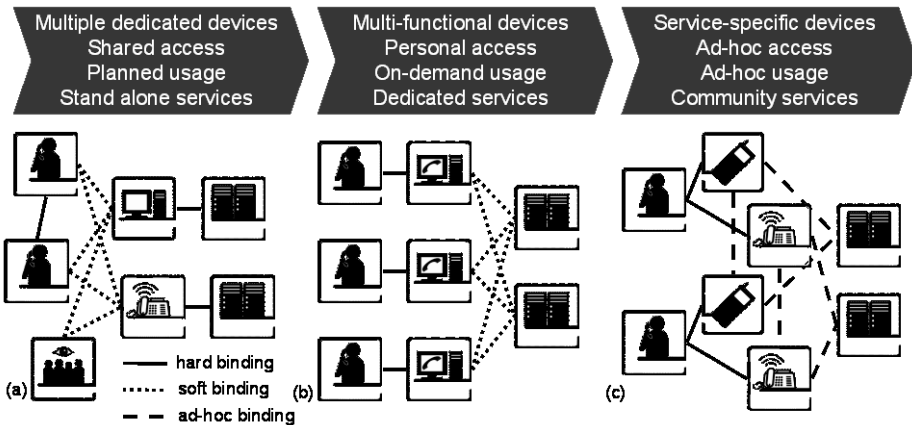 Multiple dedicated devices
Shared access
Planned usage
Stand alone services
Multi-functional devices
Personal access
On-demand usage
Dedicated services
Service-specific devices
Ad-hoc access
Ad-hoc usage
Community services
hard binding
(a)
soft binding
ad-hoc binding
(b)
(c)